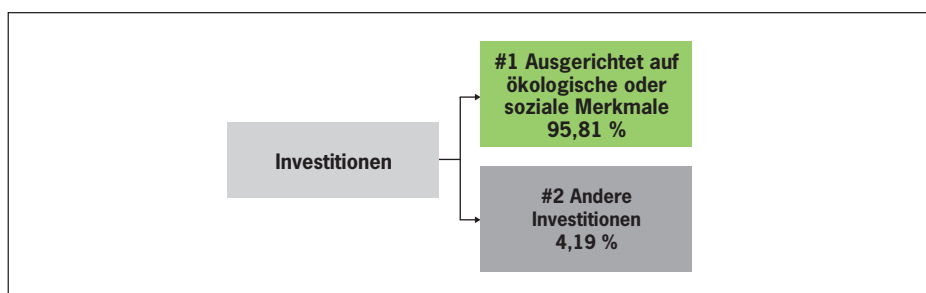 Investitionen
#1 Ausgerichtet auf
ökologische oder
soziale Merkmale
95,81 %
#2 Andere
Investitionen
4,19 %